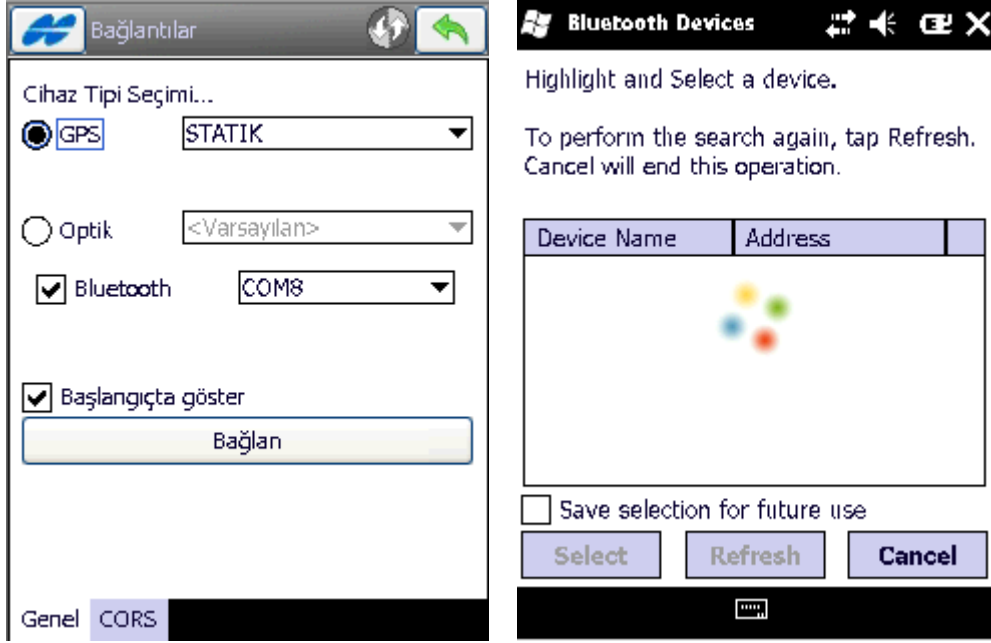 Bağlantılar
Cihaz Tipi Seçimi...
GPS
STATIK
Optik
<Varsayılan>
Bluetooth
COM8
Başlangıçta göster
Bağlan
Genel
CORS
Bluetooth Devices
Highlight and Select a device.
To perform the search again, tap Refresh.
Cancel will end this operation.
Device Name
Address
Save selection for future use
Select
Refresh
Cancel